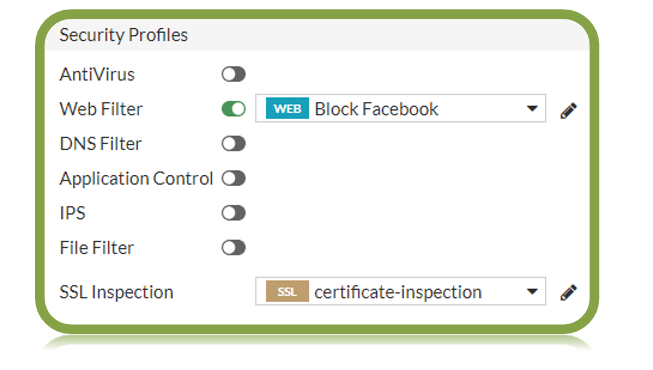 Security Profiles
AntiVirus
Web Filter WEB Block Facebook
DNS Filter
Application Control
IPS
File Filter
SSL Inspection SSL certificate-inspection